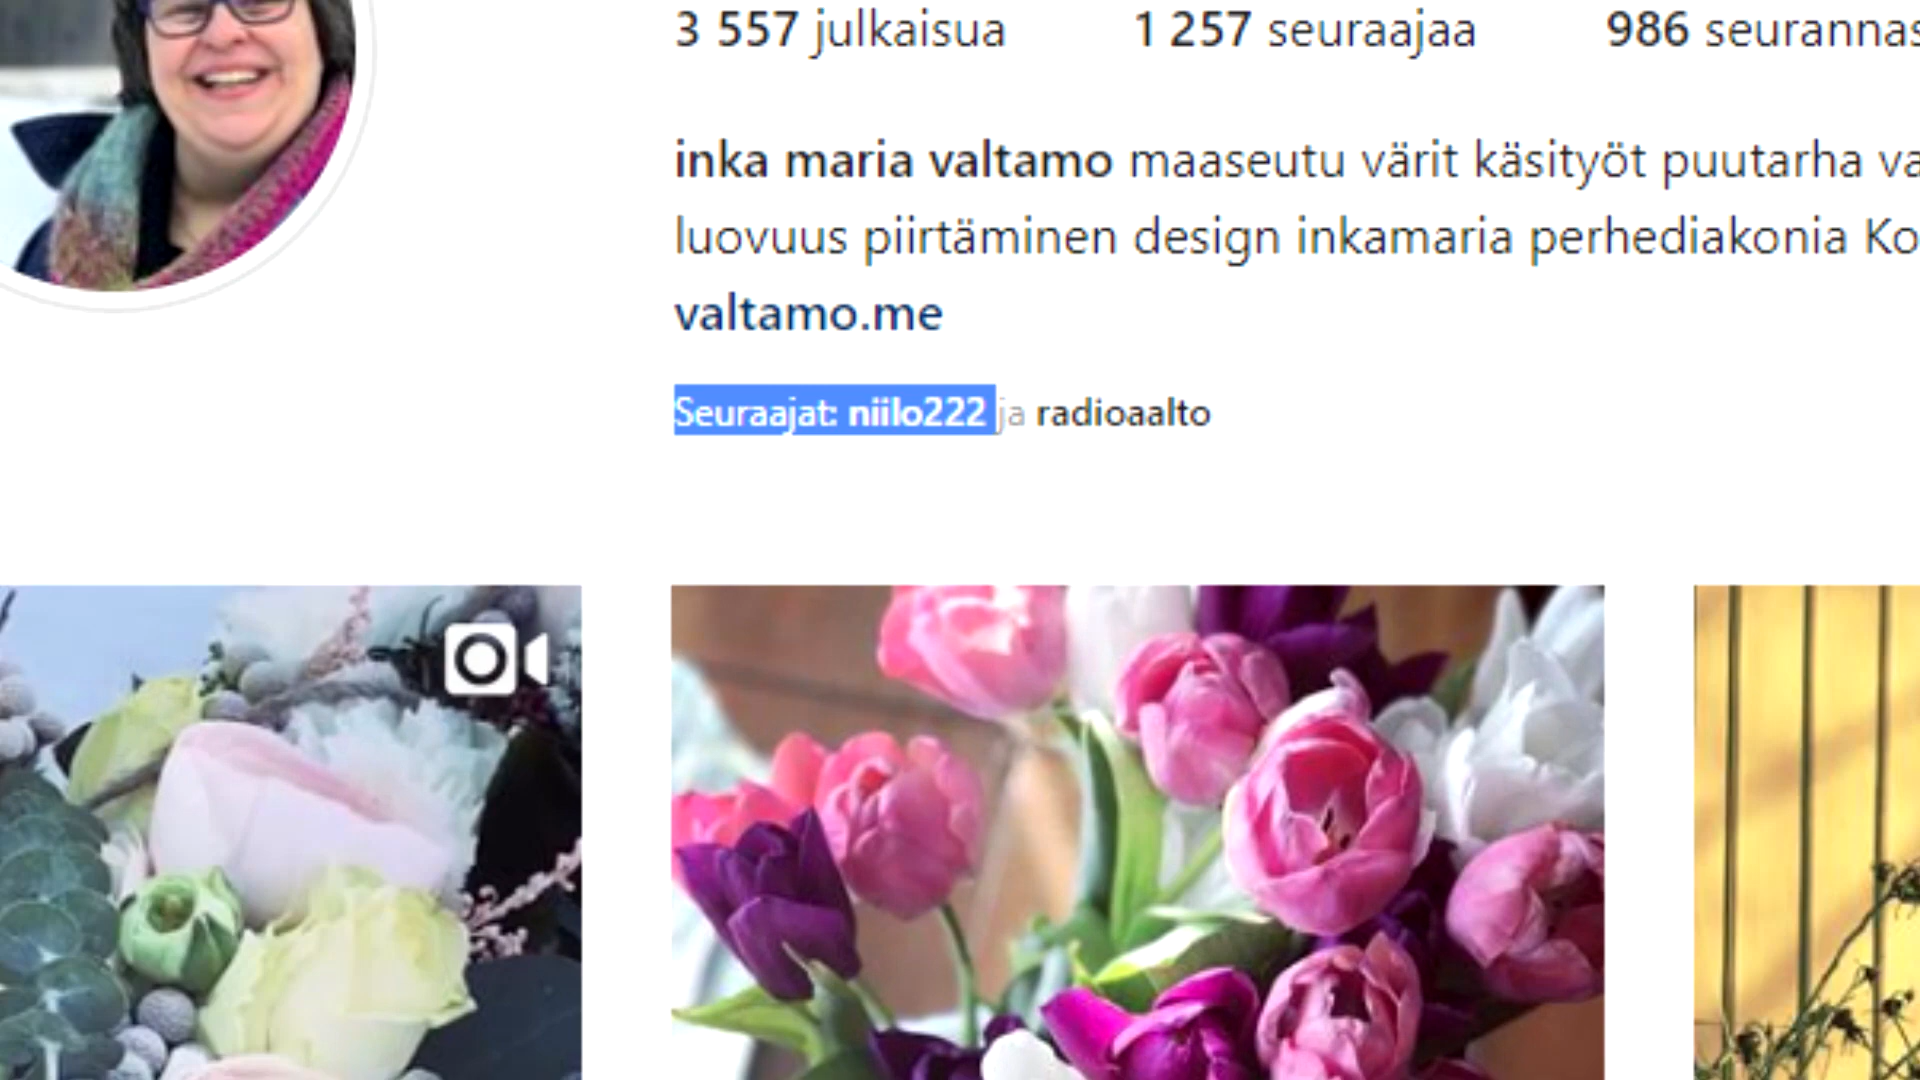 3 557 julkaisua 1 257 seuraajaa 986 seurannas
inka maria valtamo maaseutu värit käsityöt puutarha va
luovuus piirtäminen design inkamaria perhediakonia Ko
valtamo.me
Seuraajat: niilo222 ja radioaalto